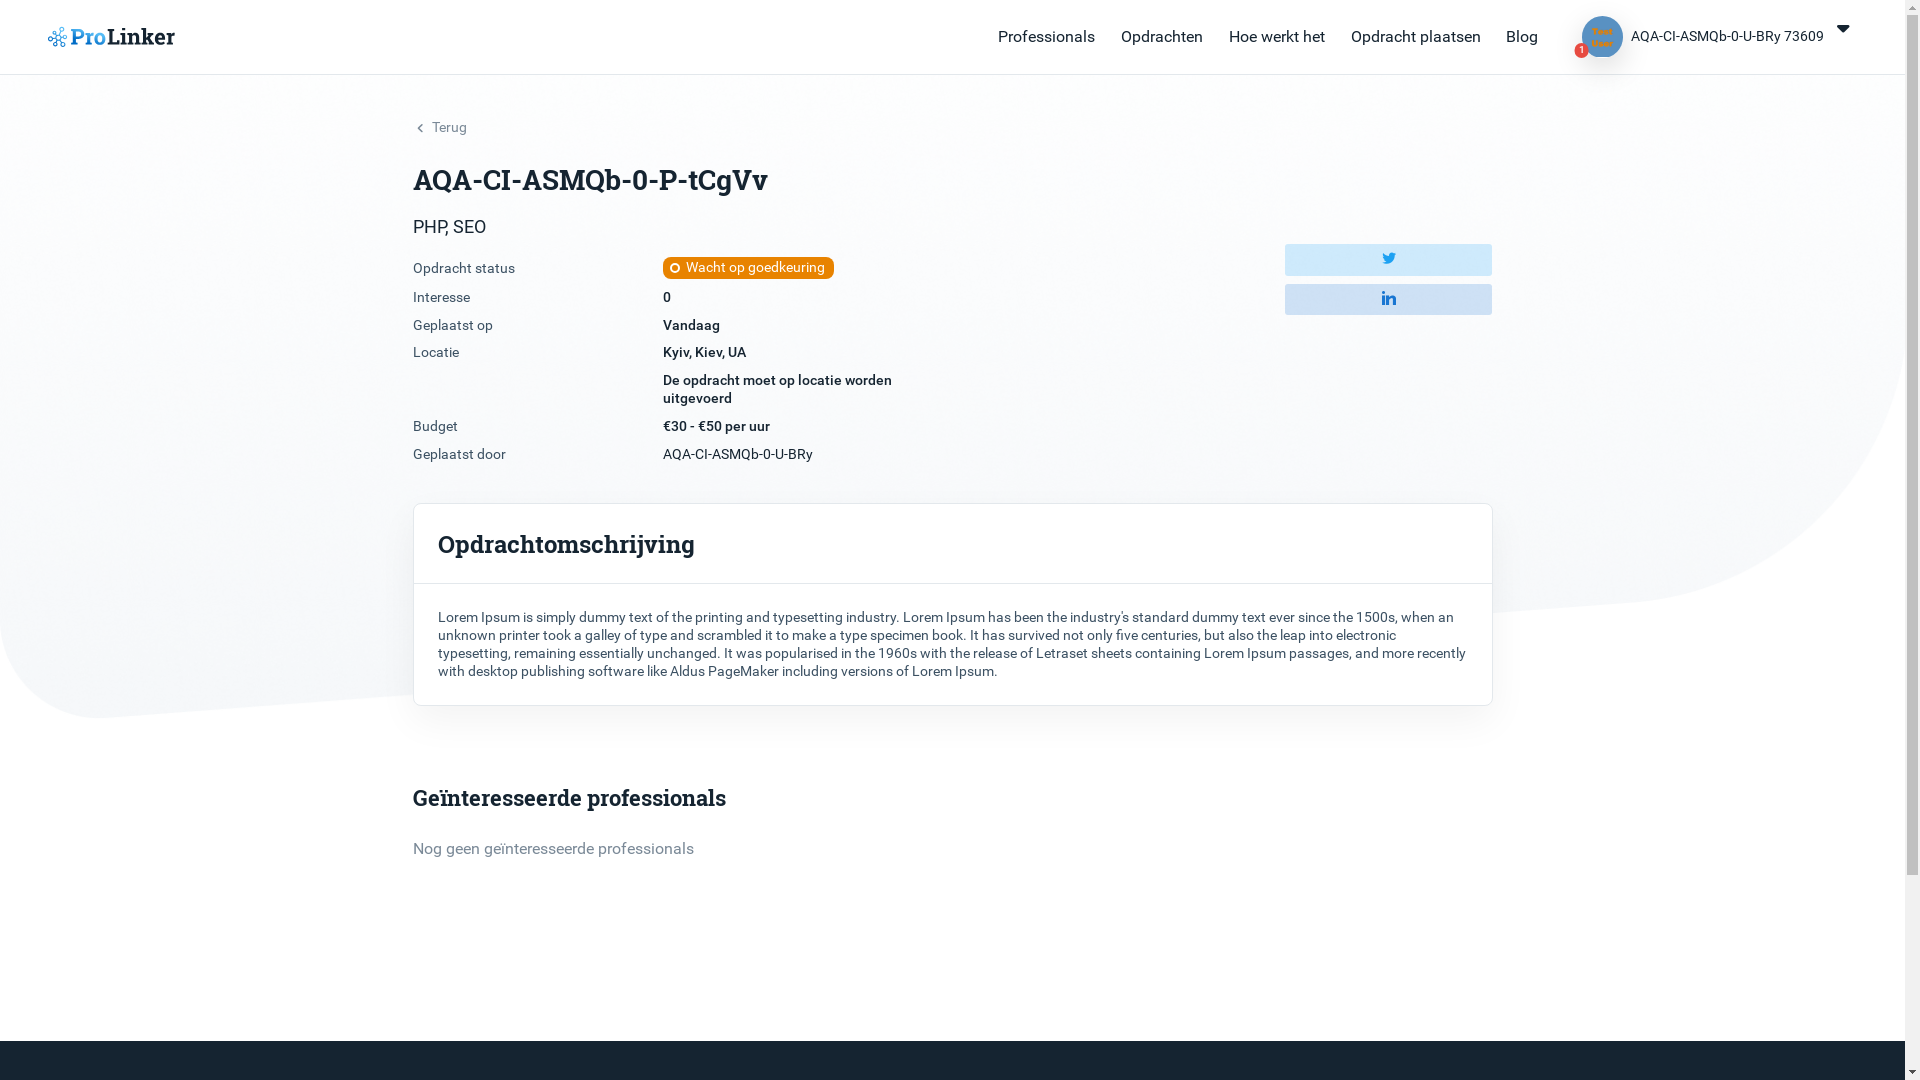 ProLinker
Professionals
Opdrachten
Hoe werkt het
Opdracht plaatsen
Blog
Test
User
1
AQA-CI-ASMQb-0-U-BRy 73609
Terug
AQA-CI-ASMQb-0-P-tCgVv
PHP, SEO
Opdracht status
Wacht op goedkeuring
Interesse
0
Geplaatst op
Vandaag
Locatie
Kyiv, Kiev, UA
De opdracht moet op locatie worden
uitgevoerd
Budget
€30 - €50 per uur
Geplaatst door
AQA-CI-ASMQb-0-U-BRy
in
Opdrachtomschrijving
Lorem Ipsum is simply dummy text of the printing and typesetting industry. Lorem Ipsum has been the industry's standard dummy text ever since the 1500s, when an
unknown printer took a galley of type and scrambled it to make a type specimen book. It has survived not only five centuries, but also the leap into electronic
typesetting, remaining essentially unchanged. It was popularised in the 1960s with the release of Letraset sheets containing Lorem Ipsum passages, and more recently
with desktop publishing software like Aldus PageMaker including versions of Lorem Ipsum.
Geïnteresseerde professionals
Nog geen geïnteresseerde professionals